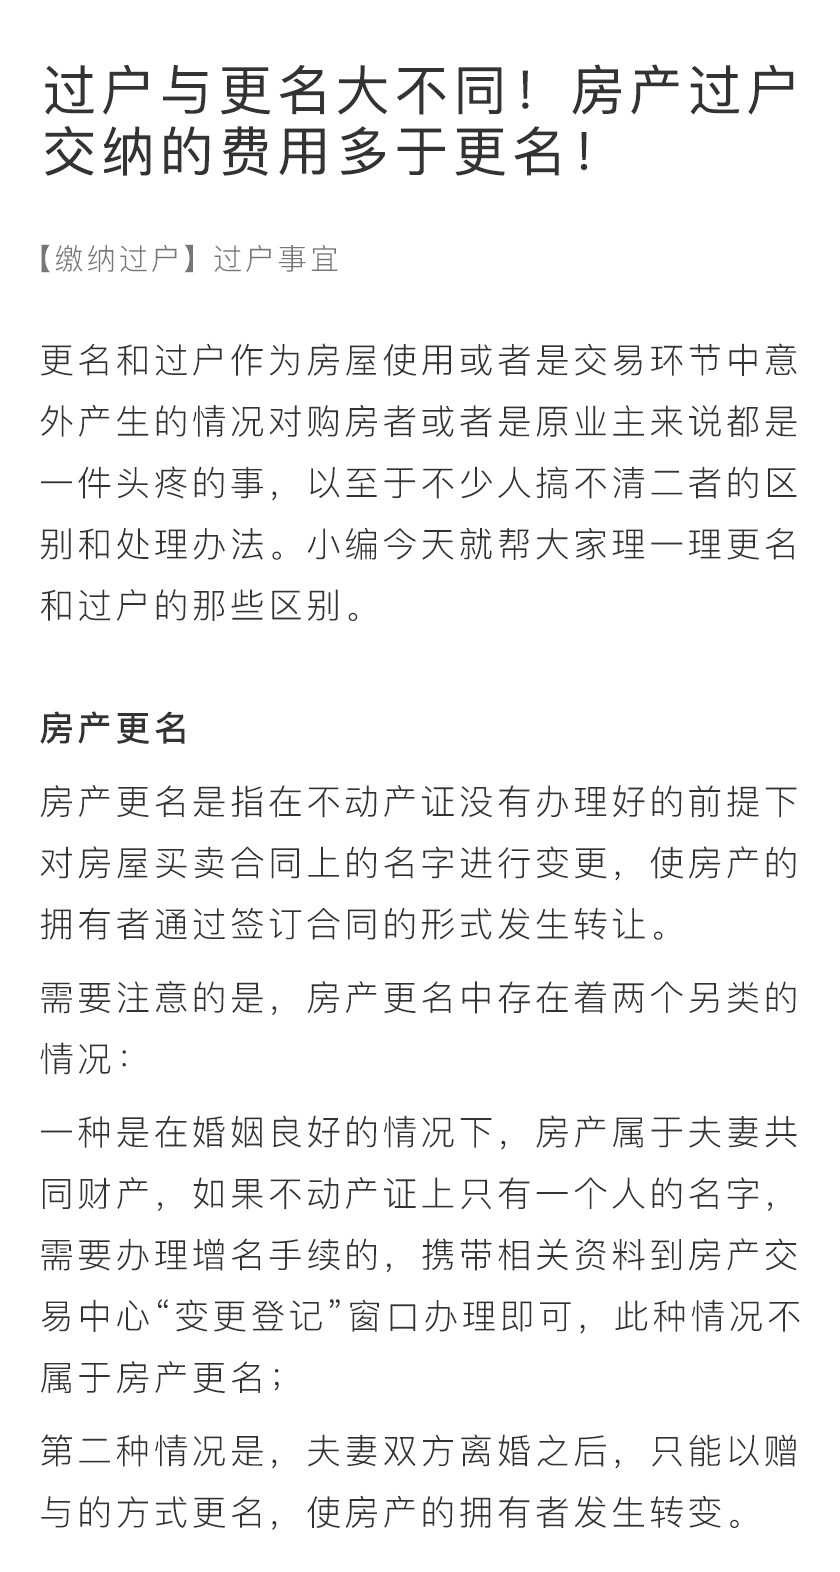 过户与更名大不同！房产过户
交纳的费用多于更名！
【缴纳过户】过户事宜
更名和过户作为房屋使用或者是交易环节中意
外产生的情况对购房者或者是原业主来说都是
一件头疼的事，以至于不少人搞不清二者的区
别和处理办法。小编今天就帮大家理一理更名
和过户的那些区别。
房产更名
房产更名是指在不动产证没有办理好的前提下
对房屋买卖合同上的名字进行变更，使房产的
拥有者通过签订合同的形式发生转让。
需要注意的是，房产更名中存在着两个另类的
情况：
一种是在婚姻良好的情况下，房产属于夫妻共
同财产，如果不动产证上只有一个人的名字，
需要办理增名手续的，携带相关资料到房产交
易中心“变更登记”窗口办理即可，此种情况不
属于房产更名；
第二种情况是，夫妻双方离婚之后，只能以赠
与的方式更名，使房产的拥有者发生转变。